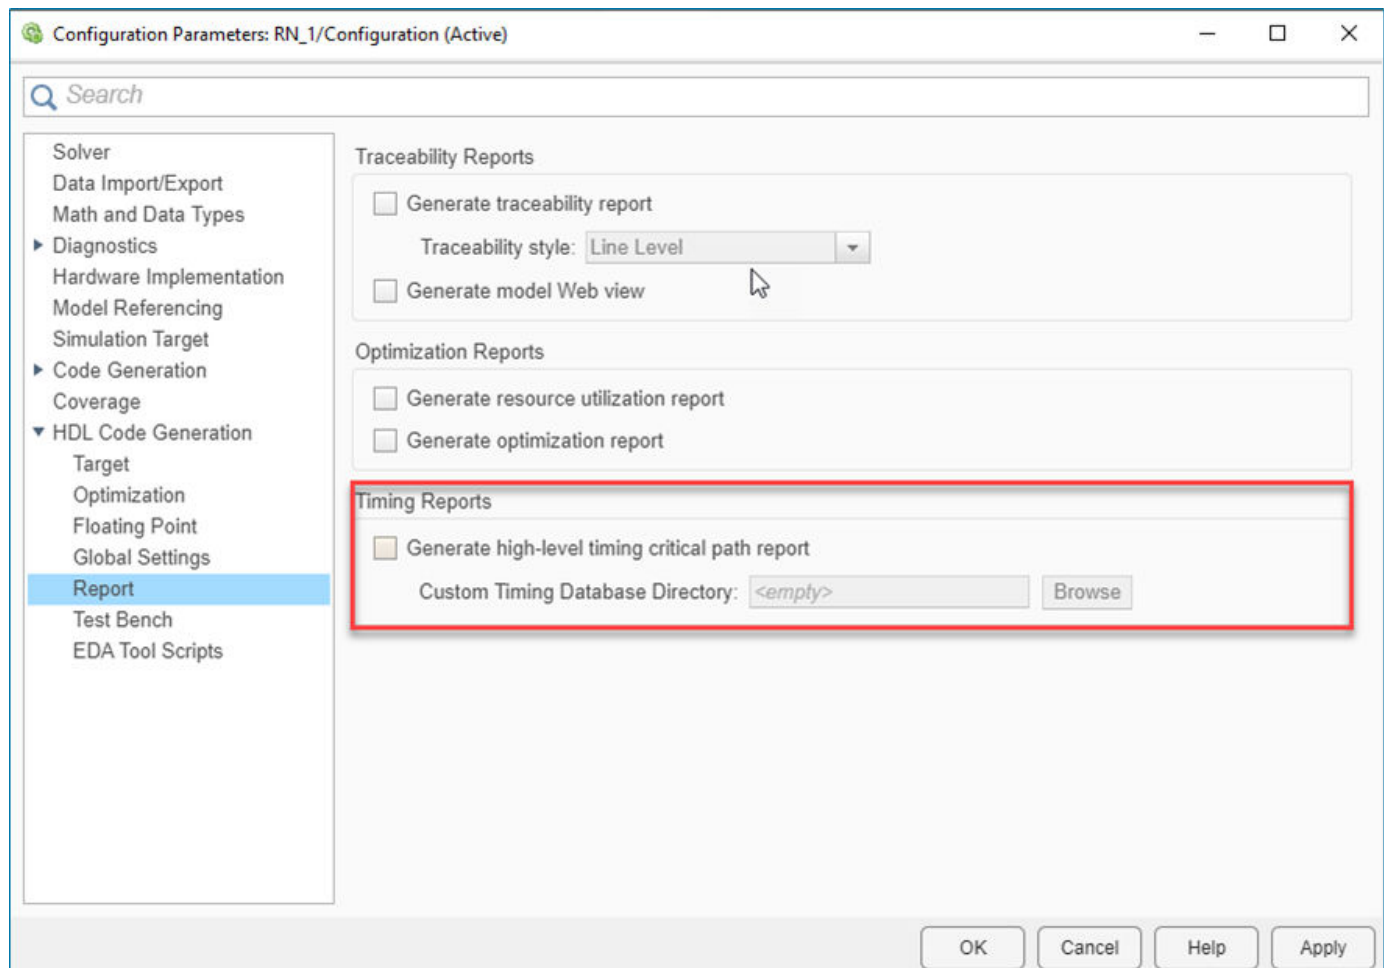 Configuration Parameters: RN_1/Configuration (Active)
Search
Solver
Data Import/Export
Math and Data Types
Diagnostics
Hardware Implementation
Model Referencing
Simulation Target
Code Generation
Coverage
HDL Code Generation
Target
Optimization
Floating Point
Global Settings
Report
Test Bench
EDA Tool Scripts
Traceability Reports
Generate traceability report
Traceability style: Line Level
Generate model Web view
Optimization Reports
Generate resource utilization report
Generate optimization report
Timing Reports
Generate high-level timing critical path report
Custom Timing Database Directory: <empty> Browse
OK Cancel Help Apply